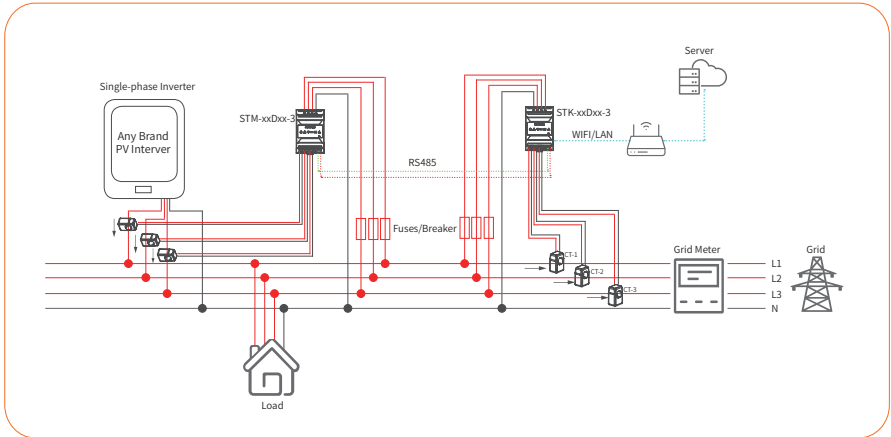 Server
Single-phase Inverter
STM-xxDxx-3
STK-xxDxx-3
Any Brand
PV Interver
WIFI/LAN
RS485
Fuses/Breaker
Grid Meter
Grid
CT-1
CT-2
CT-3
L1
L2
L3
N
Load